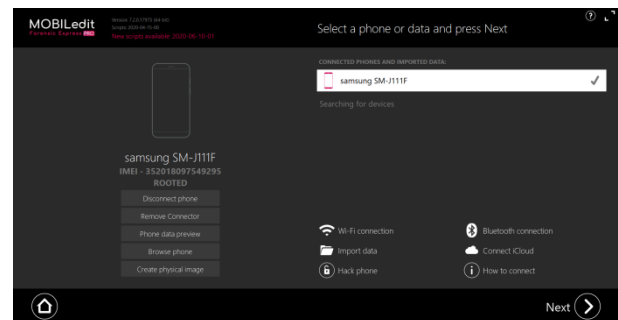 MOBILedit
Forensic Express PRO
New scripts available: 2020-06-10-01
Select a phone or data and press Next
CONNECTED PHONES AND IMPORTED DATA:
samsung SM-J111F
Searching for devices
samsung SM-J111F
IMEI - 352018097549295
ROOTED
Disconnect phone
Remove Connector
Phone data preview
Browse phone
Create physical image
Wi-Fi connection
Bluetooth connection
Import data
Connect iCloud
Hack phone
How to connect
Next